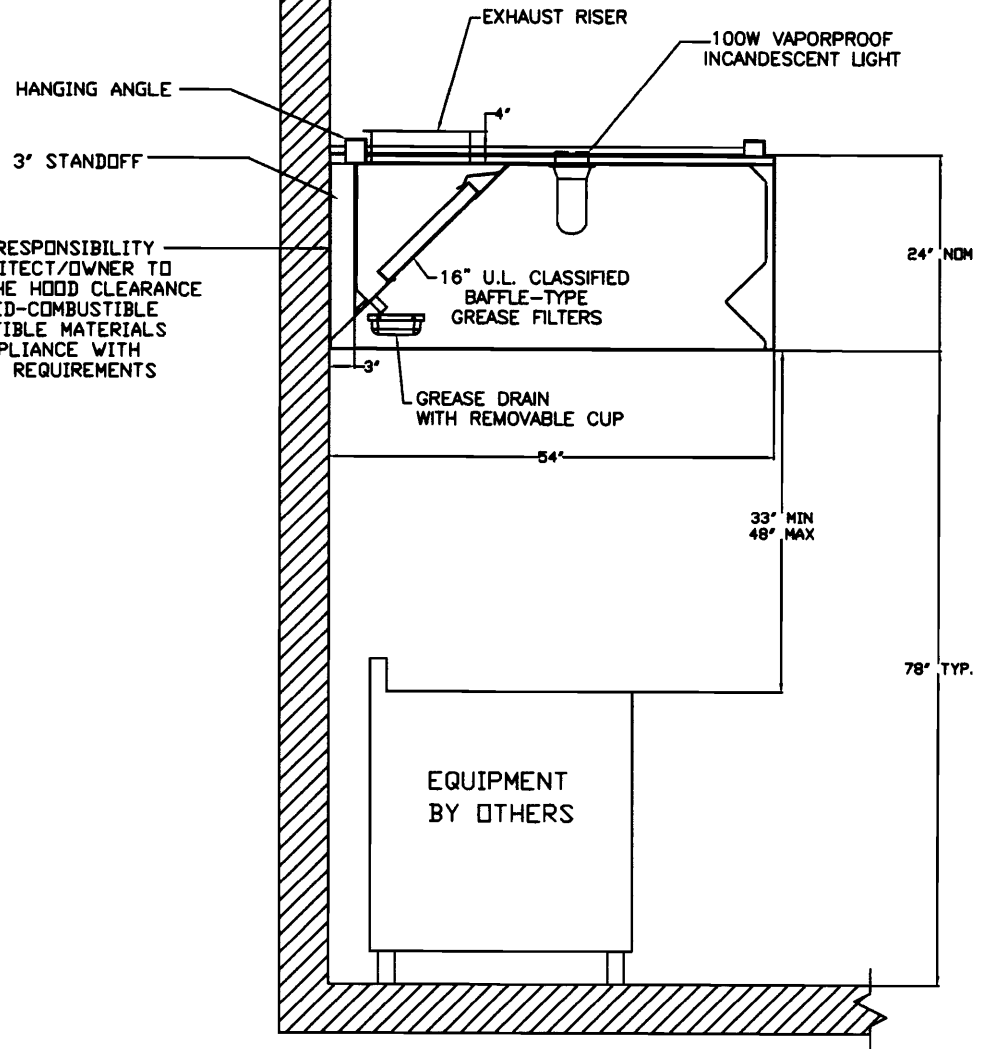 EXHAUST RISER
100W VAPORPROOF
INCANDESCENT LIGHT
HANGING ANGLE
4"
3" STANDOFF
RESPONSIBILITY
ITECT/OWNER TO
HE HOOD CLEARANCE
ED-COMBUSTIBLE
TIBLE MATERIALS
PLIANCE WITH
REQUIREMENTS
24" NOM
16" U.L. CLASSIFIED
BAFFLE-TYPE
GREASE FILTERS
3"
GREASE DRAIN
WITH REMOVABLE CUP
54"
33" MIN
48" MAX
78" TYP.
EQUIPMENT
BY OTHERS